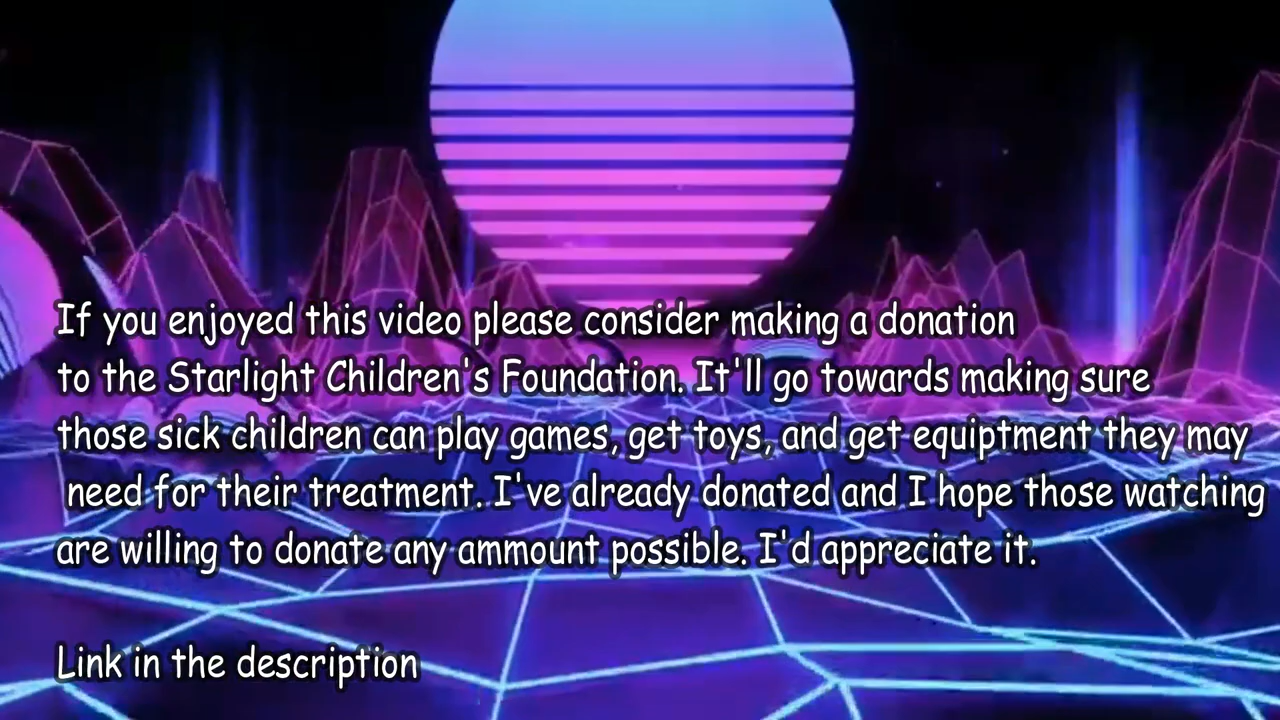 If you enjoyed this video please consider making a donation
to the Starlight Children's Foundation. It'll go towards making sure
those sick children can play games, get toys, and get equiptment they may
need for their treatment. I've already donated and I hope those watching
are willing to donate any ammount possible. I'd appreciate it.
Link in the description